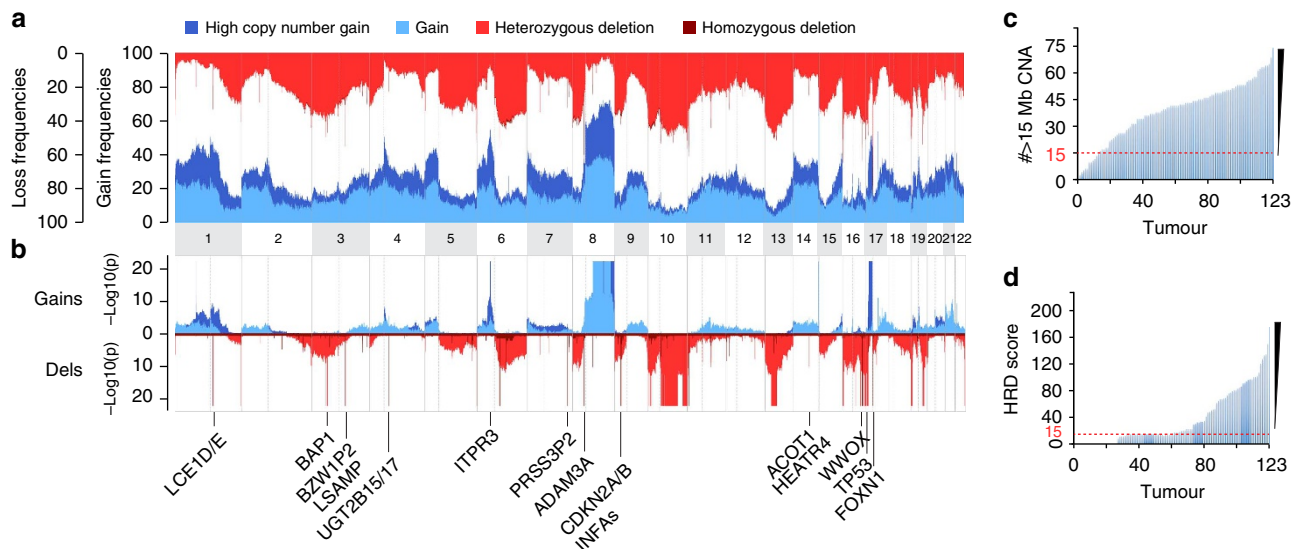 a
High copy number gain
Gain
Heterozygous deletion
Homozygous deletion
Loss frequencies
0
20
40
60
80
100
Gain frequencies
100
80
60
40
20
0
1 2 3 4 5 6 7 8 9 10 11 12 13 14 15 16 17 18 19 20 21 22
b
Gains
Dels
−Log10(p)
−Log10(p)
20
10
0
10
20
LCE1D/E
BAP1
BZW1P2
LSAMP
UGT2B15/17
ITPR3
PRSS3P2
ADAM3A
CDKN2A/B
INFAs
ACOT1
HEATR4
WWOX
TP53
FOXN1
c
#>15 Mb CNA
75
60
45
30
15
0
0 40 80 123
Tumour
d
HRD score
200
160
120
80
40
15
0
0 40 80 123
Tumour